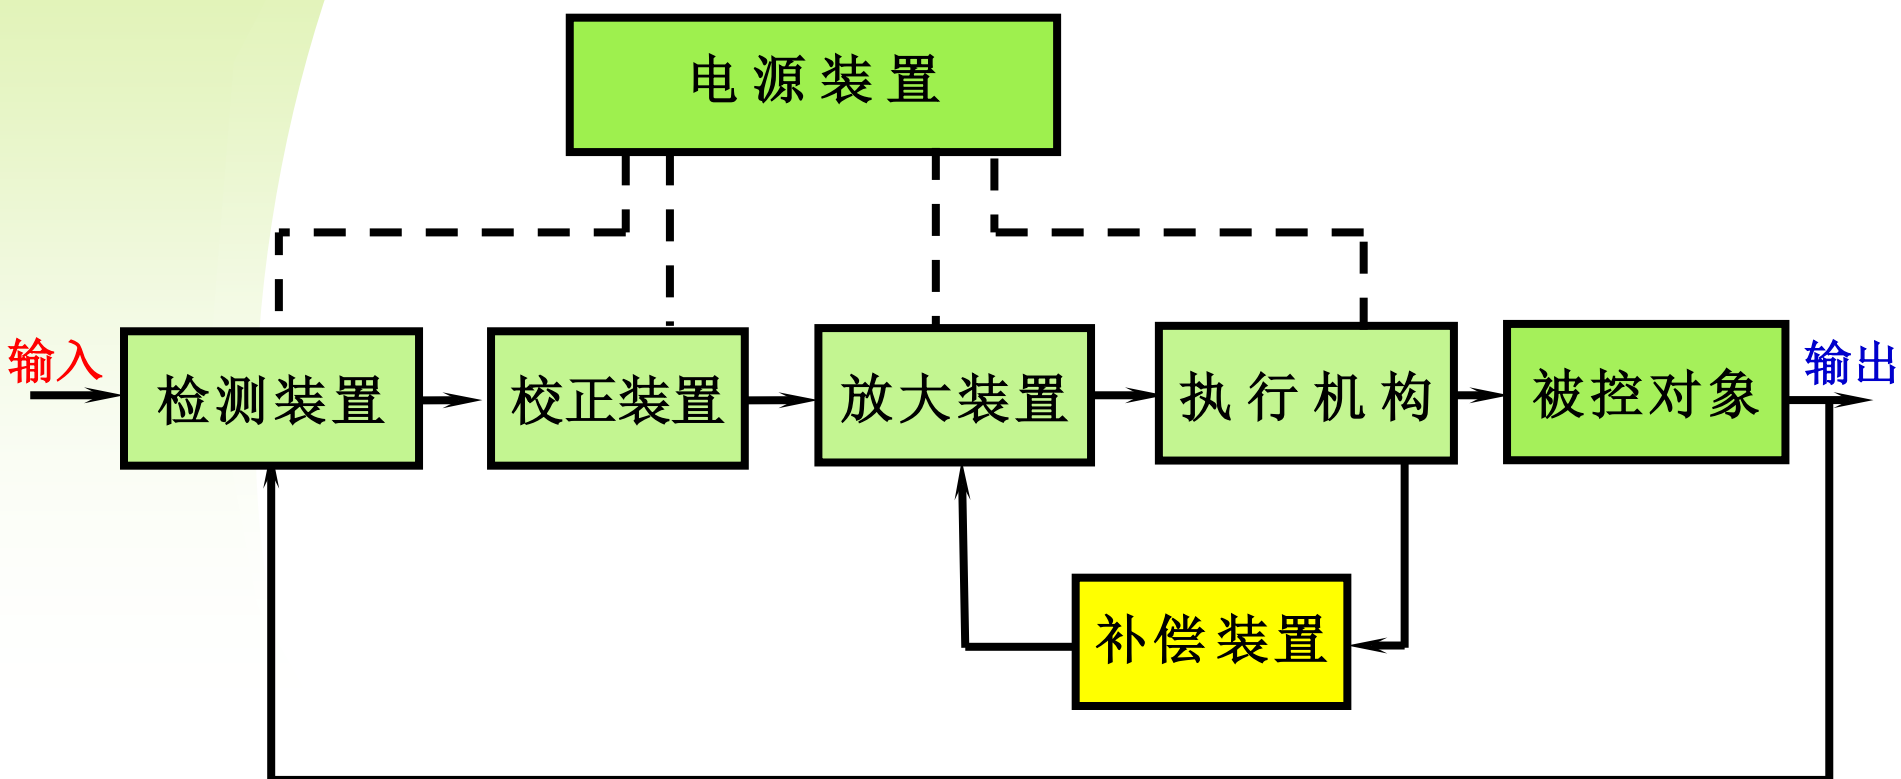 电源装置
输入
检测装置
校正装置
放大装置
执行机构
被控对象
输出
补偿装置